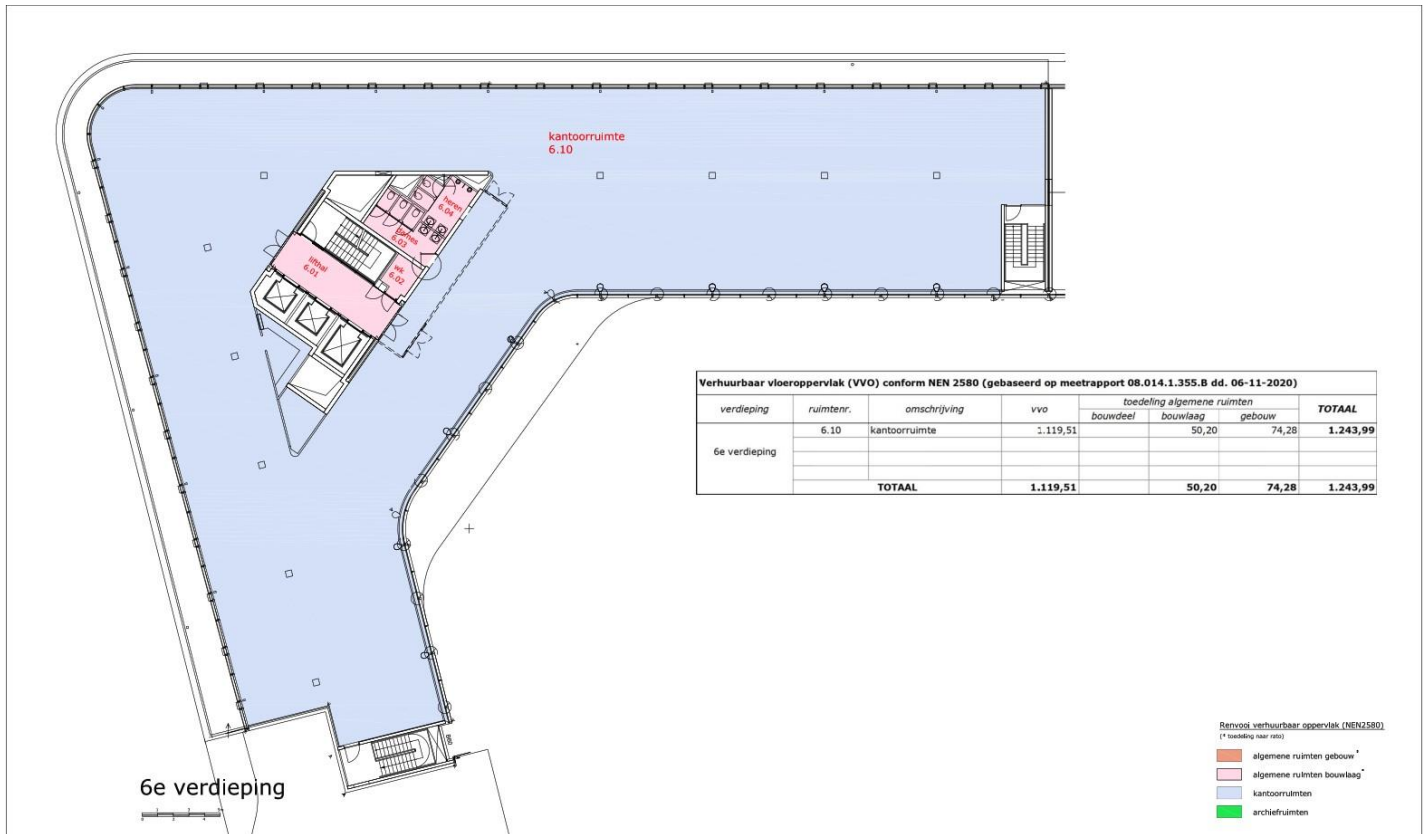 kantoorruimte
6.10
heren
6.04
dames
6.03
wk
6.02
lifthal
6.01
Verhuurbaar vloeroppervlak (VVO) conform NEN 2580 (gebaseerd op meetrapport 08.014.1.355.B dd. 06-11-2020)
verdieping ruimtenr. omschrijving vvo toedeling algemene ruimten TOTAAL
bouwdeel bouwlaag gebouw
6e verdieping 6.10 kantoorruimte 1.119,51 50,20 74,28 1.243,99
TOTAAL 1.119,51 50,20 74,28 1.243,99
6e verdieping
Renvooi verhuurbaar oppervlak (NEN2580)
(* toedeling naar rato)
algemene ruimten gebouw*
algemene ruimten bouwlaag*
kantoorruimten
archiefruimten